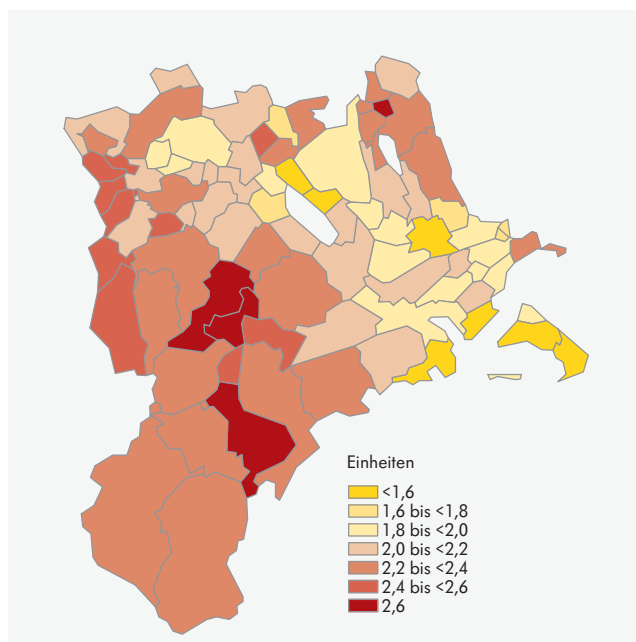 Einheiten
<1,6
1,6 bis <1,8
1,8 bis <2,0
2,0 bis <2,2
2,2 bis <2,4
2,4 bis <2,6
2,6